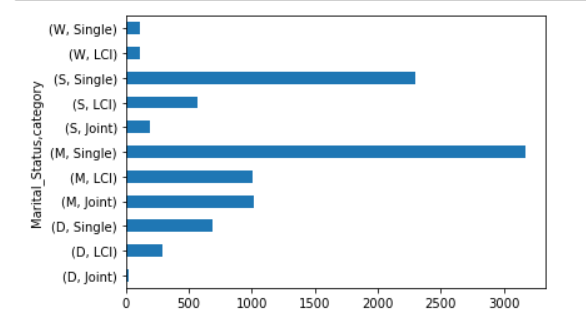 (W, Single)
(W, LCI)
(S, Single)
(S, LCI)
(S, Joint)
(M, Single)
(M, LCI)
(M, Joint)
(D, Single)
(D, LCI)
(D, Joint)
Marital_Status,category
0 500 1000 1500 2000 2500 3000